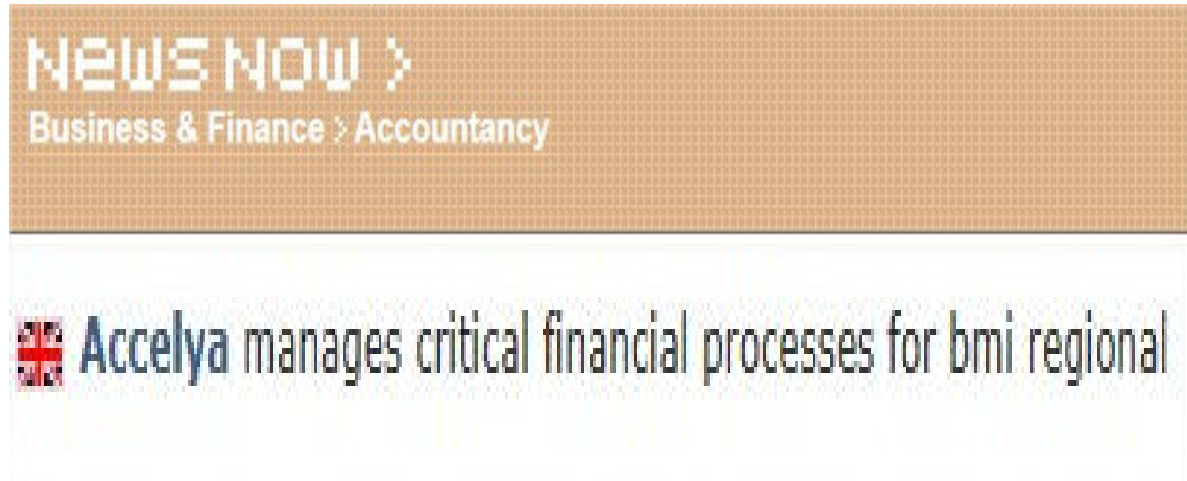 NEWS NOW >
Business & Finance > Accountancy
Accelya manages critical financial processes for bmi regional